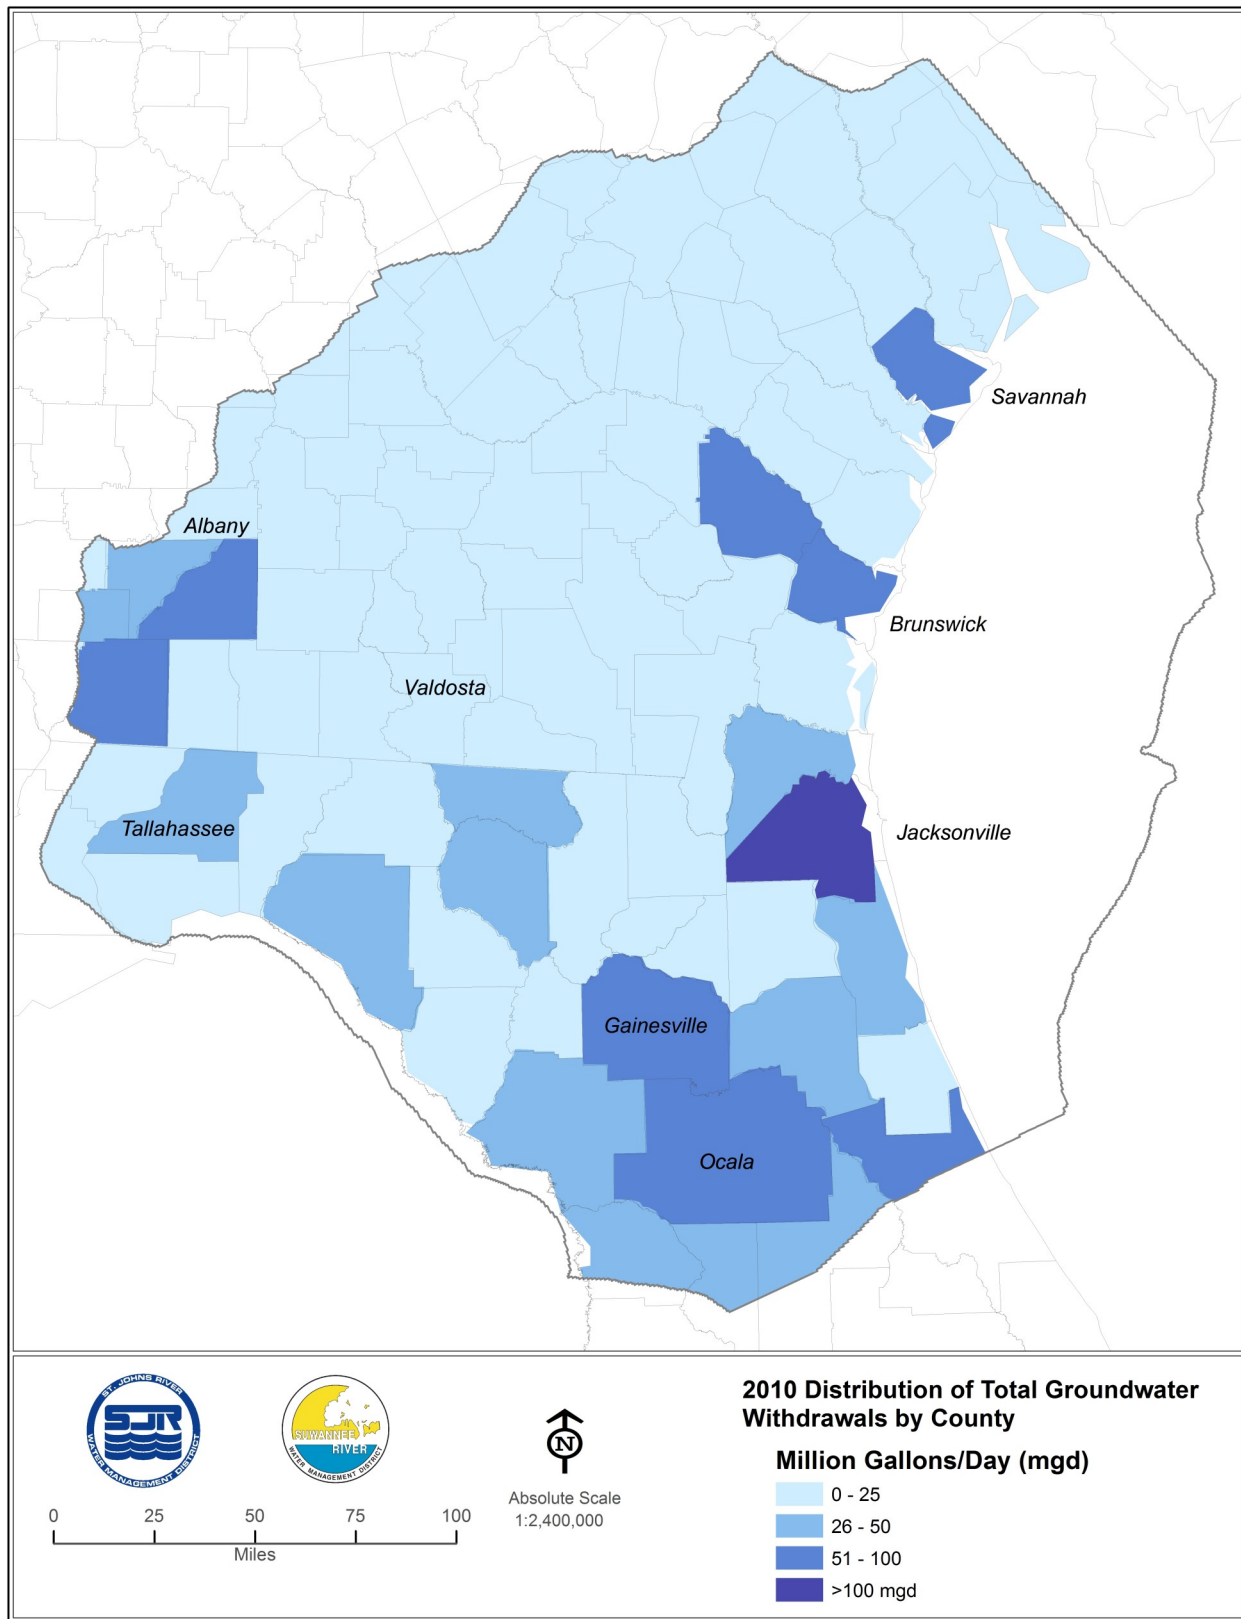 Savannah
Albany
Brunswick
Valdosta
Tallahassee
Jacksonville
Gainesville
Ocala
ST. JOHNS RIVER
SJR
WATER MANAGEMENT DISTRICT
SUWANNEE
RIVER
WATER MANAGEMENT DISTRICT
N
Absolute Scale
1:2,400,000
0 25 50 75 100
Miles
2010 Distribution of Total Groundwater
Withdrawals by County
Million Gallons/Day (mgd)
0 - 25
26 - 50
51 - 100
>100 mgd